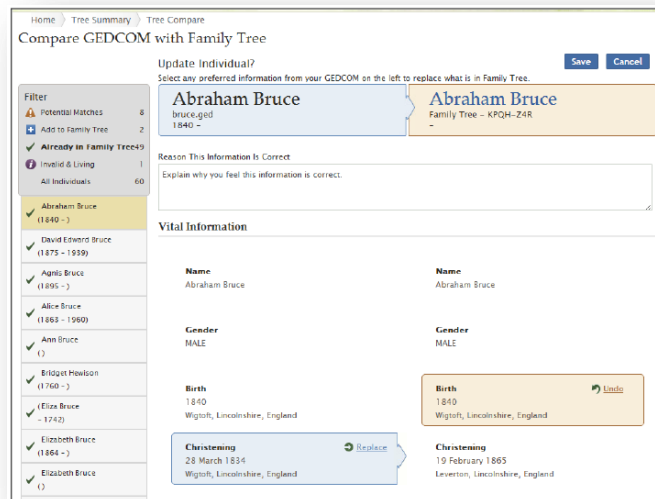 Home Tree Summary Tree Compare
Compare GEDCOM with Family Tree
Update Individual?
Save Cancel
Select any preferred information from your GEDCOM on the left to replace what is in Family Tree.
Filter
Potential Matches 8
Add to Family Tree 2
Already in Family Tree49
Invalid & Living 1
All Individuals 60
Abraham Bruce
(1840 - )
David Edward Bruce
(1875 - 1939)
Agnis Bruce
(1895 - )
Alice Bruce
(1863 - 1960)
Ann Bruce
()
Bridget Hewison
(1760 - )
(Eliza Bruce
- 1742)
Elizabeth Bruce
(1864 - )
Elizabeth Bruce
()
Abraham Bruce
bruce.ged
1840 -
Abraham Bruce
Family Tree - KPQH-Z4R
-
Reason This Information Is Correct
Explain why you feel this information is correct.
Vital Information
Name
Abraham Bruce
Name
Abraham Bruce
Gender
MALE
Gender
MALE
Birth
1840
Wigtoft, Lincolnshire, England
Birth
Undo
1840
Wigtoft, Lincolnshire, England
Christening
Replace
28 March 1834
Wigtoft, Lincolnshire, England
Christening
19 February 1865
Leverton, Lincolnshire, England